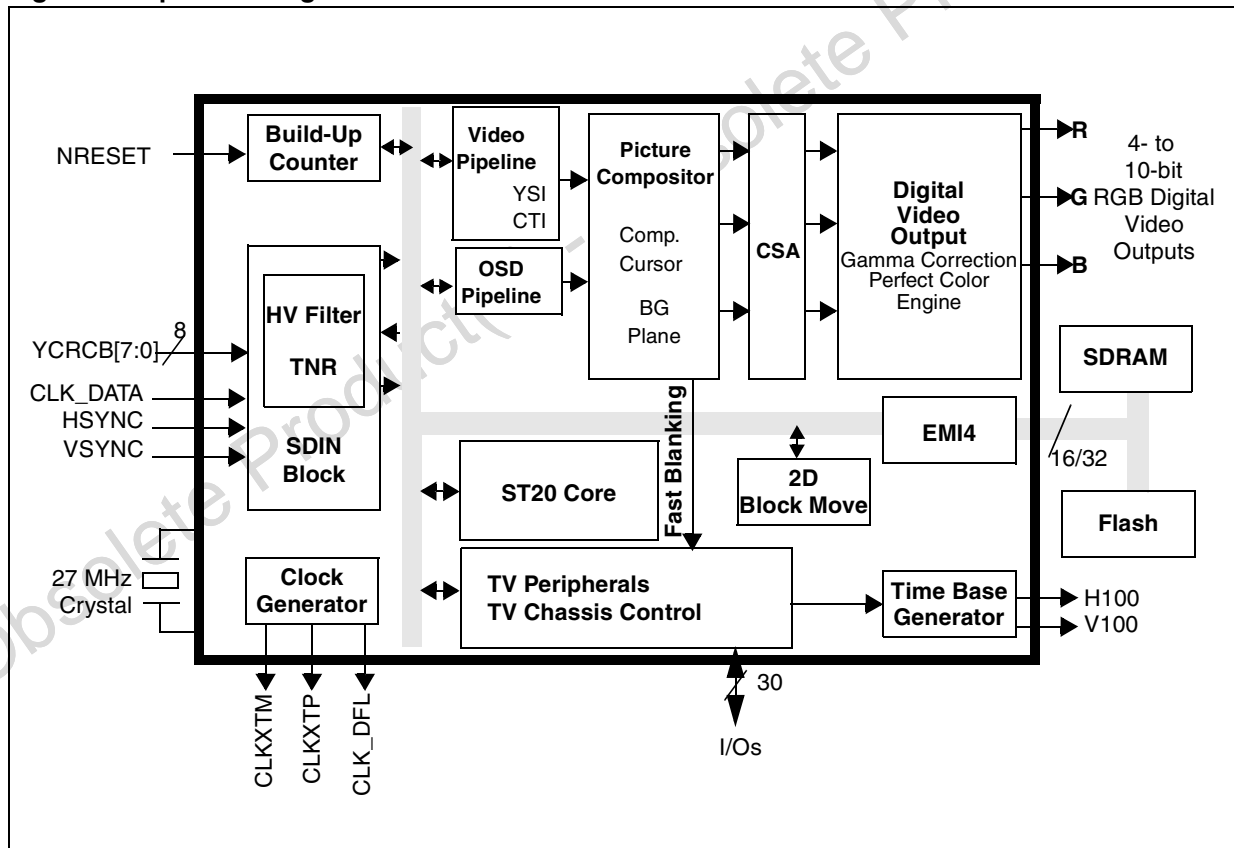 NRESET
Build-Up
Counter
Video
Pipeline
YSI
CTI
Picture
Compositor
Comp.
Cursor
BG
Plane
CSA
Digital
Video
Output
Gamma Correction
Perfect Color
Engine
R
G
B
4- to
10-bit
RGB Digital
Video
Outputs
OSD
Pipeline
HV Filter
TNR
SDIN
Block
8
YCRCB[7:0]
CLK_DATA
HSYNC
VSYNC
SDRAM
EMI4
16/32
Flash
Fast Blanking
ST20 Core
2D
Block Move
27 MHz
Crystal
Clock
Generator
TV Peripherals
TV Chassis Control
Time Base
Generator
H100
V100
CLKXTM
CLKXTP
CLK_DFL
30
I/Os
Obsolete Product(